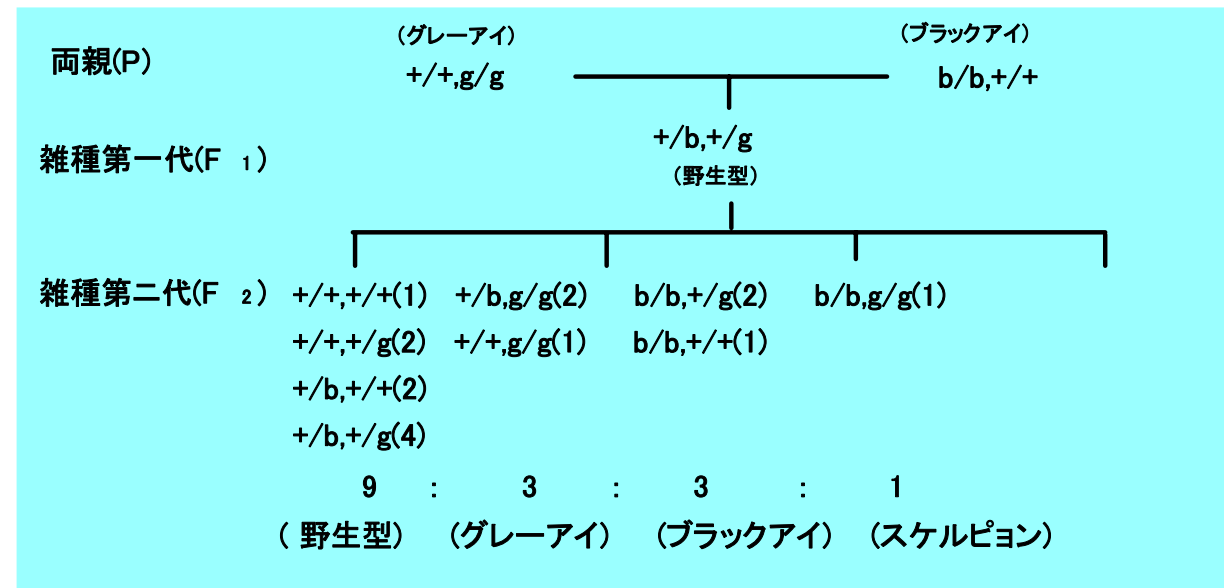 (グレーアイ) (ブラックアイ)
両親(P) +/+,g/g b/b,+/+
+/b,+/g
雑種第一代(F 1) (野生型)
雑種第二代(F 2) +/+,+/+(1) +/b,g/g(2) b/b,+/g(2) b/b,g/g(1)
+/+,+/g(2) +/+,g/g(1) b/b,+/+(1)
+/b,+/+(2)
+/b,+/g(4)
9 : 3 : 3 : 1
( 野生型) (グレーアイ) (ブラックアイ) (スケルピョン)